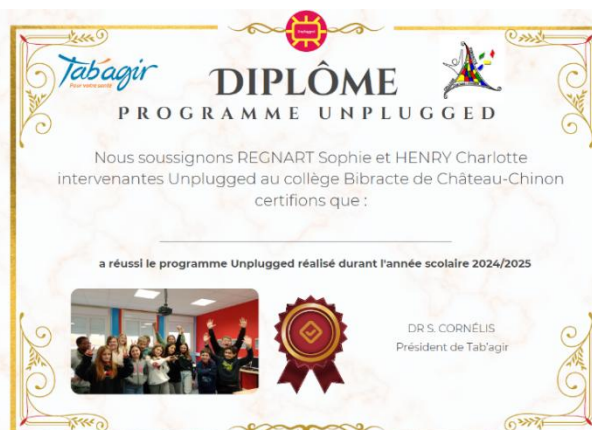 Unplugged
Tab'agir
Pour votre santé
DIPLÔME
PROGRAMME UNPLUGGED
Nous soussignons REGNART Sophie et HENRY Charlotte
intervenantes Unplugged au collège Bibracte de Château-Chinon
certifions que :
a réussi le programme Unplugged réalisé durant l'année scolaire 2024/2025
DR S. CORNÉLIS
Président de Tab'agir